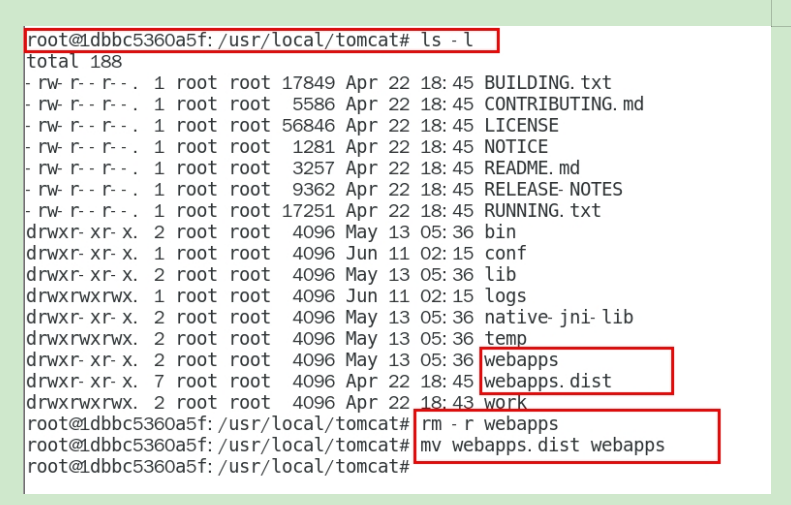 root@1dbbc5360a5f:/usr/local/tomcat# ls -l
total 188
-rw-r--r--. 1 root root 17849 Apr 22 18:45 BUILDING.txt
-rw-r--r--. 1 root root 5586 Apr 22 18:45 CONTRIBUTING.md
-rw-r--r--. 1 root root 56846 Apr 22 18:45 LICENSE
-rw-r--r--. 1 root root 1281 Apr 22 18:45 NOTICE
-rw-r--r--. 1 root root 3257 Apr 22 18:45 README.md
-rw-r--r--. 1 root root 9362 Apr 22 18:45 RELEASE-NOTES
-rw-r--r--. 1 root root 17251 Apr 22 18:45 RUNNING.txt
drwxr-xr-x. 2 root root 4096 May 13 05:36 bin
drwxr-xr-x. 1 root root 4096 Jun 11 02:15 conf
drwxr-xr-x. 2 root root 4096 May 13 05:36 lib
drwxrwxrwx. 1 root root 4096 Jun 11 02:15 logs
drwxr-xr-x. 2 root root 4096 May 13 05:36 native-jni-lib
drwxrwxrwx. 2 root root 4096 May 13 05:36 temp
drwxr-xr-x. 2 root root 4096 May 13 05:36 webapps
drwxr-xr-x. 7 root root 4096 Apr 22 18:45 webapps.dist
drwxrwxrwx. 2 root root 4096 Apr 22 18:43 work
root@1dbbc5360a5f:/usr/local/tomcat# rm -r webapps
root@1dbbc5360a5f:/usr/local/tomcat# mv webapps.dist webapps
root@1dbbc5360a5f:/usr/local/tomcat#